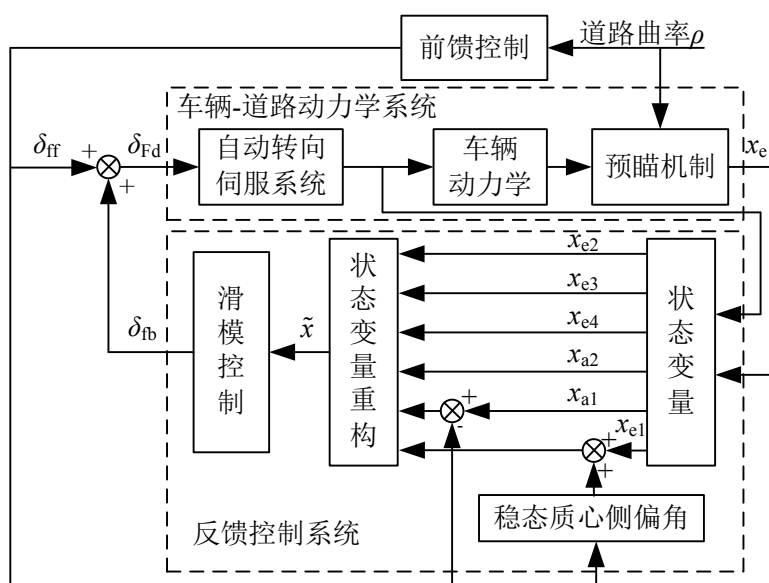 前馈控制
道路曲率ρ
车辆-道路动力学系统
δff
+
δFd
+
自动转向
伺服系统
车辆
动力学
预瞄机制
xe
δfb
滑模控制
x̃
状态变量重构
xe2
xe3
xe4
xa2
xa1
+
-
xe1
+
+
状态变量
稳态质心侧偏角
反馈控制系统